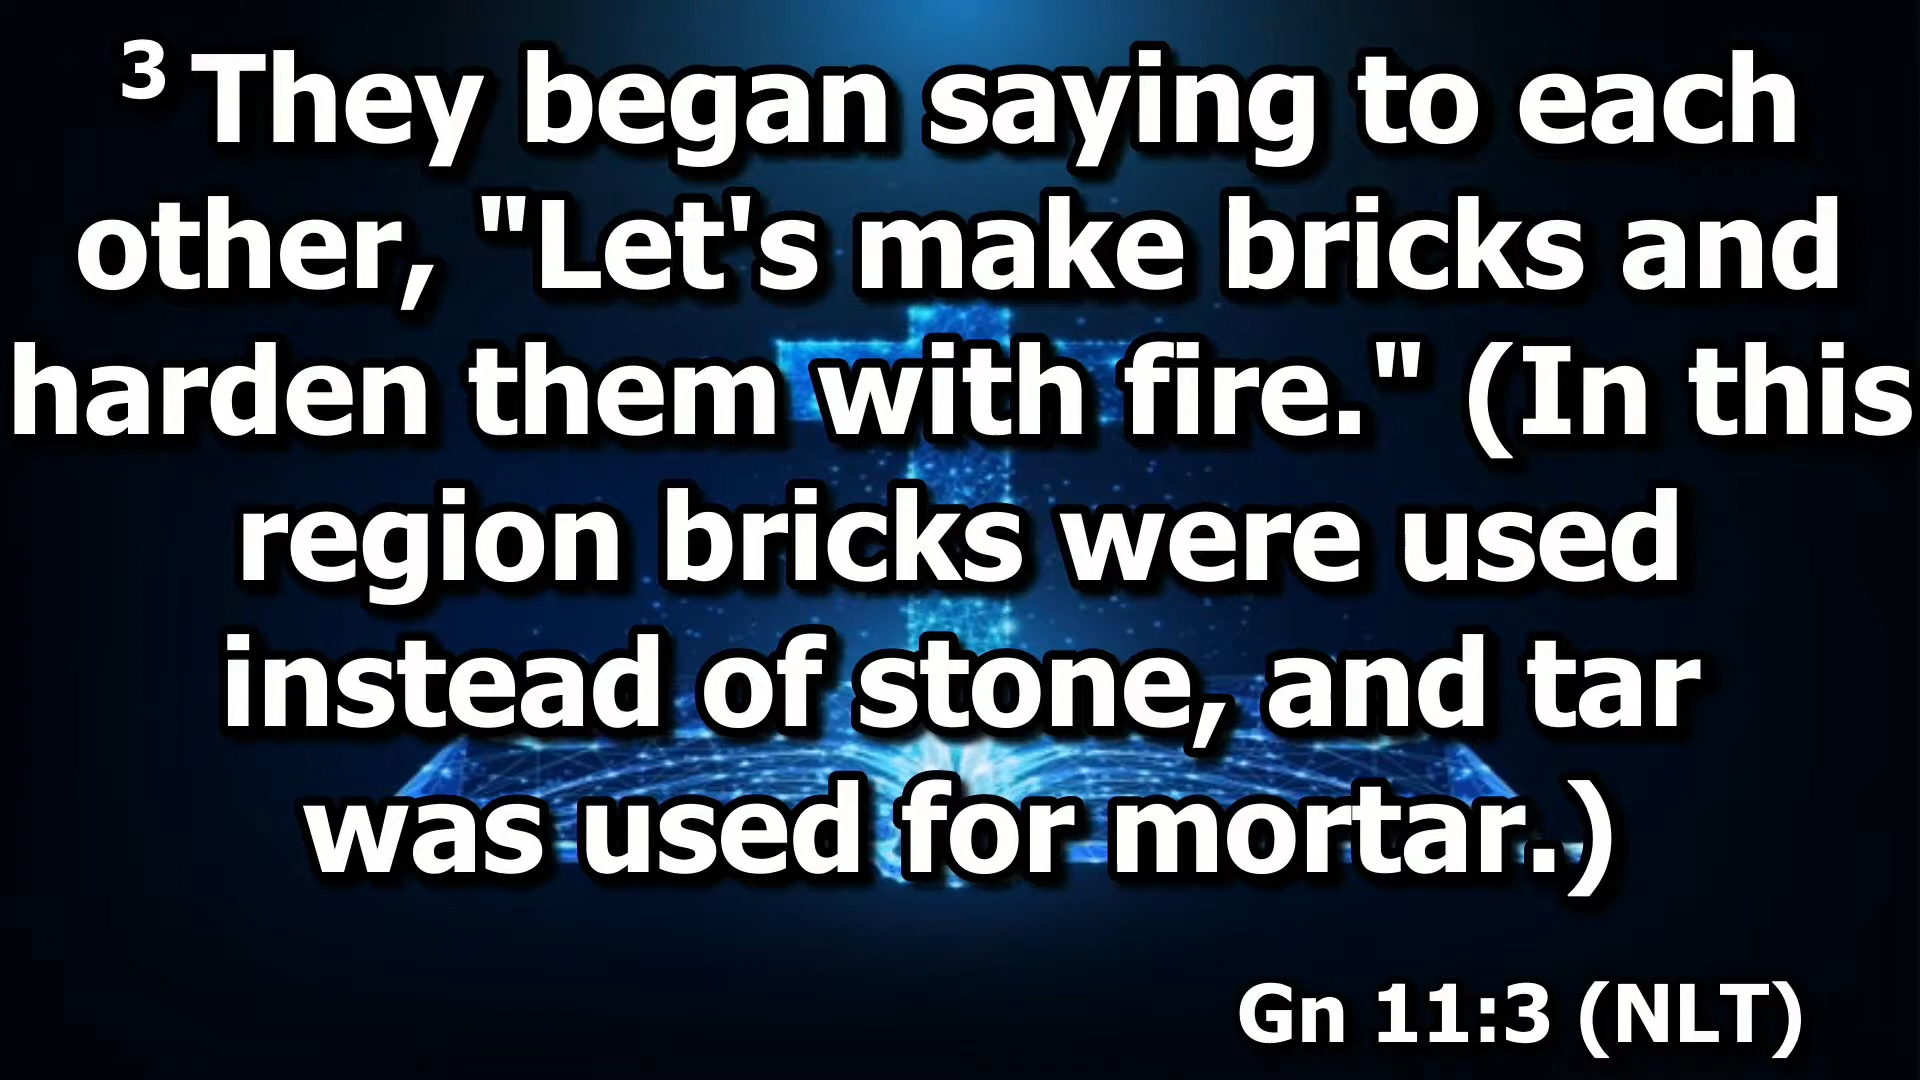 3 They began saying to each
other, "Let's make bricks and
harden them with fire." (In this
region bricks were used
instead of stone, and tar
was used for mortar.)
Gn 11:3 (NLT)